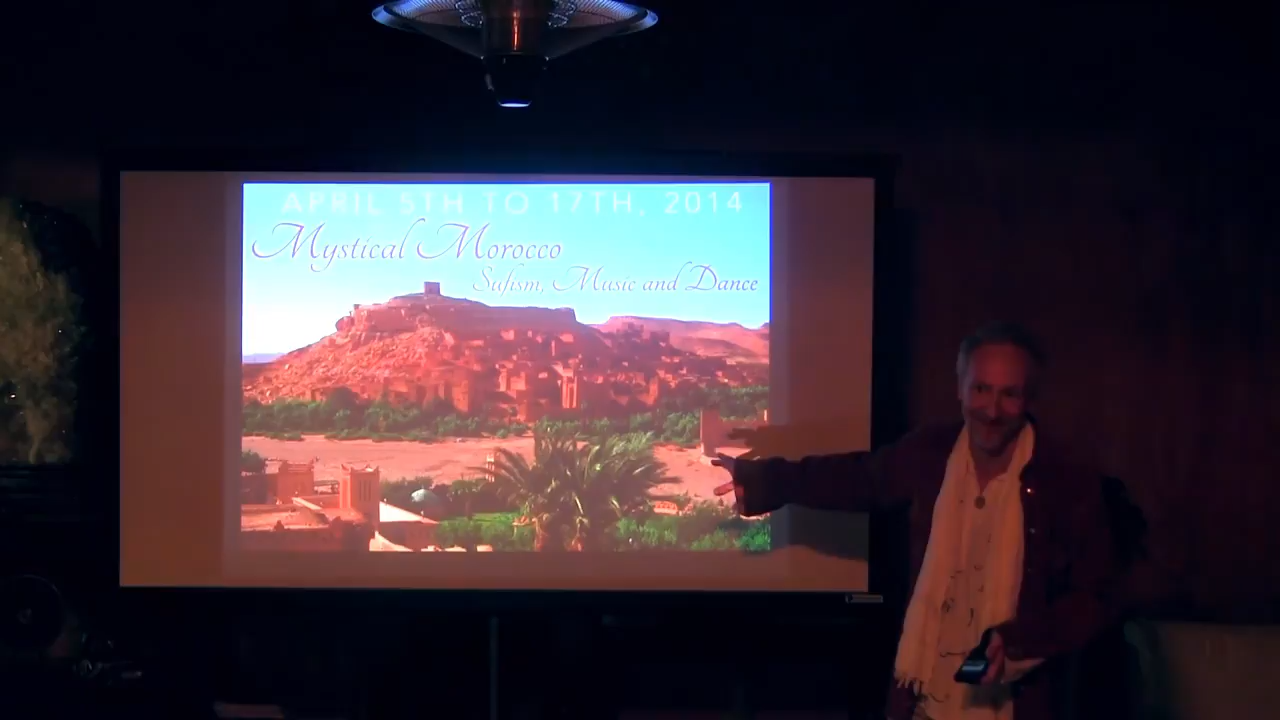 APRIL 5TH TO 17TH, 2014
Mystical Morocco
Sufism, Music and Dance